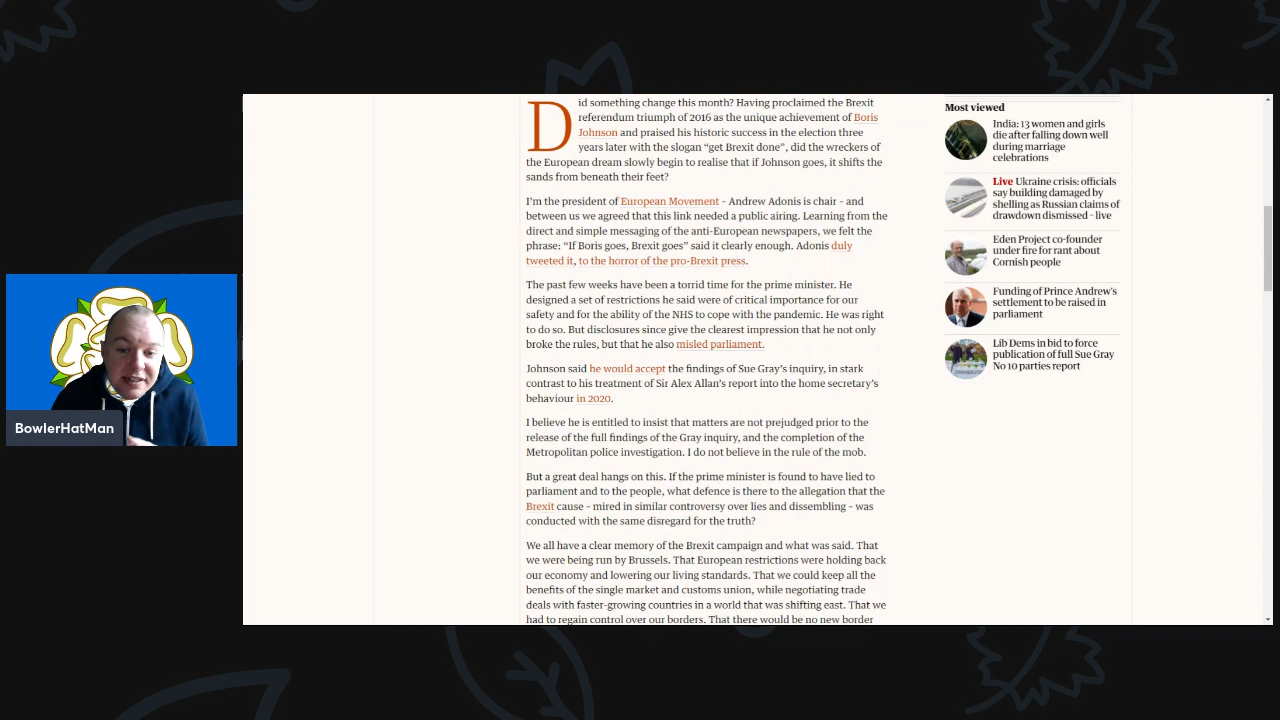 Did something change this month? Having proclaimed the Brexit
referendum triumph of 2016 as the unique achievement of Boris
Johnson and praised his historic success in the election three
years later with the slogan “get Brexit done”, did the wreckers of
the European dream slowly begin to realise that if Johnson goes, it shifts the
sands from beneath their feet?
I’m the president of European Movement – Andrew Adonis is chair – and
between us we agreed that this link needed a public airing. Learning from the
direct and simple messaging of the anti-European newspapers, we felt the
phrase: “If Boris goes, Brexit goes” said it clearly enough. Adonis duly
tweeted it, to the horror of the pro-Brexit press.
The past few weeks have been a torrid time for the prime minister. He
designed a set of restrictions he said were of critical importance for our
safety and for the ability of the NHS to cope with the pandemic. He was right
to do so. But disclosures since give the clearest impression that he not only
broke the rules, but that he also misled parliament.
Johnson said he would accept the findings of Sue Gray’s inquiry, in stark
contrast to his treatment of Sir Alex Allan’s report into the home secretary’s
behaviour in 2020.
I believe he is entitled to insist that matters are not prejudged prior to the
release of the full findings of the Gray inquiry, and the completion of the
Metropolitan police investigation. I do not believe in the rule of the mob.
But a great deal hangs on this. If the prime minister is found to have lied to
parliament and to the people, what defence is there to the allegation that the
Brexit cause – mired in similar controversy over lies and dissembling – was
conducted with the same disregard for the truth?
We all have a clear memory of the Brexit campaign and what was said. That
we were being run by Brussels. That European restrictions were holding back
our economy and lowering our living standards. That we could keep all the
benefits of the single market and customs union, while negotiating trade
deals with faster-growing countries in a world that was shifting east. That we
had to regain control over our borders. That there would be no new border
Most viewed
India: 13 women and girls
die after falling down well
during marriage
celebrations
Live Ukraine crisis: officials
say building damaged by
shelling as Russian claims of
drawdown dismissed – live
Eden Project co-founder
under fire for rant about
Cornish people
Funding of Prince Andrew’s
settlement to be raised in
parliament
Lib Dems in bid to force
publication of full Sue Gray
No 10 parties report
BowlerHatMan